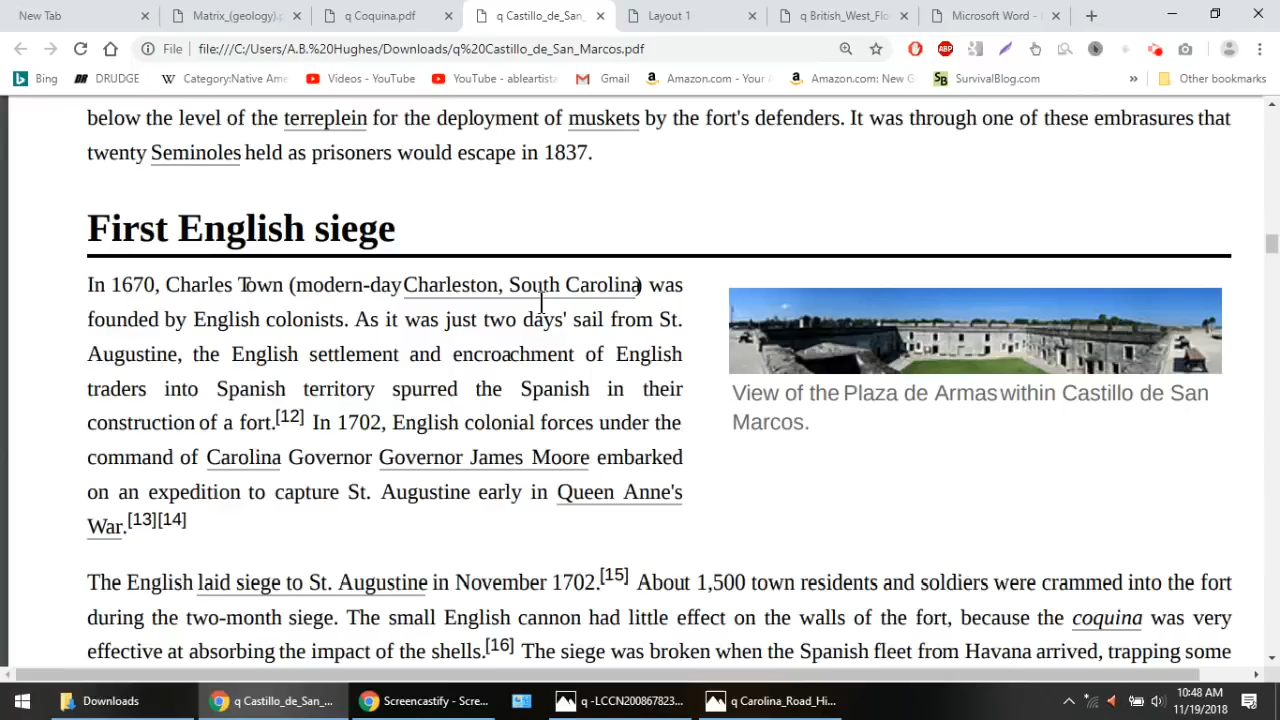 New Tab
Matrix_(geology).p
q Coquina.pdf
q Castillo_de_San_
Layout 1
q British_West_Flo
Microsoft Word -
File
file:///C:/Users/A.B.%20Hughes/Downloads/q%20Castillo_de_San_Marcos.pdf
Bing
DRUDGE
Category:Native Ame
Videos - YouTube
YouTube - ableartista
Gmail
Amazon.com - Your A
Amazon.com: New G
SurvivalBlog.com
»
Other bookmarks
below the level of the terreplein for the deployment of muskets by the fort's defenders. It was through one of these embrasures that
twenty Seminoles held as prisoners would escape in 1837.
First English siege
In 1670, Charles Town (modern-day Charleston, South Carolina) was
founded by English colonists. As it was just two days' sail from St.
Augustine, the English settlement and encroachment of English
traders into Spanish territory spurred the Spanish in their
construction of a fort.[12] In 1702, English colonial forces under the
command of Carolina Governor Governor James Moore embarked
on an expedition to capture St. Augustine early in Queen Anne's
War.[13][14]
View of the Plaza de Armas within Castillo de San
Marcos.
The English laid siege to St. Augustine in November 1702.[15] About 1,500 town residents and soldiers were crammed into the fort
during the two-month siege. The small English cannon had little effect on the walls of the fort, because the coquina was very
effective at absorbing the impact of the shells.[16] The siege was broken when the Spanish fleet from Havana arrived, trapping some
Downloads
q Castillo_de_San_...
Screencastify - Scre...
q -LCCN200867823...
q Carolina_Road_Hi...
10:48 AM
11/19/2018